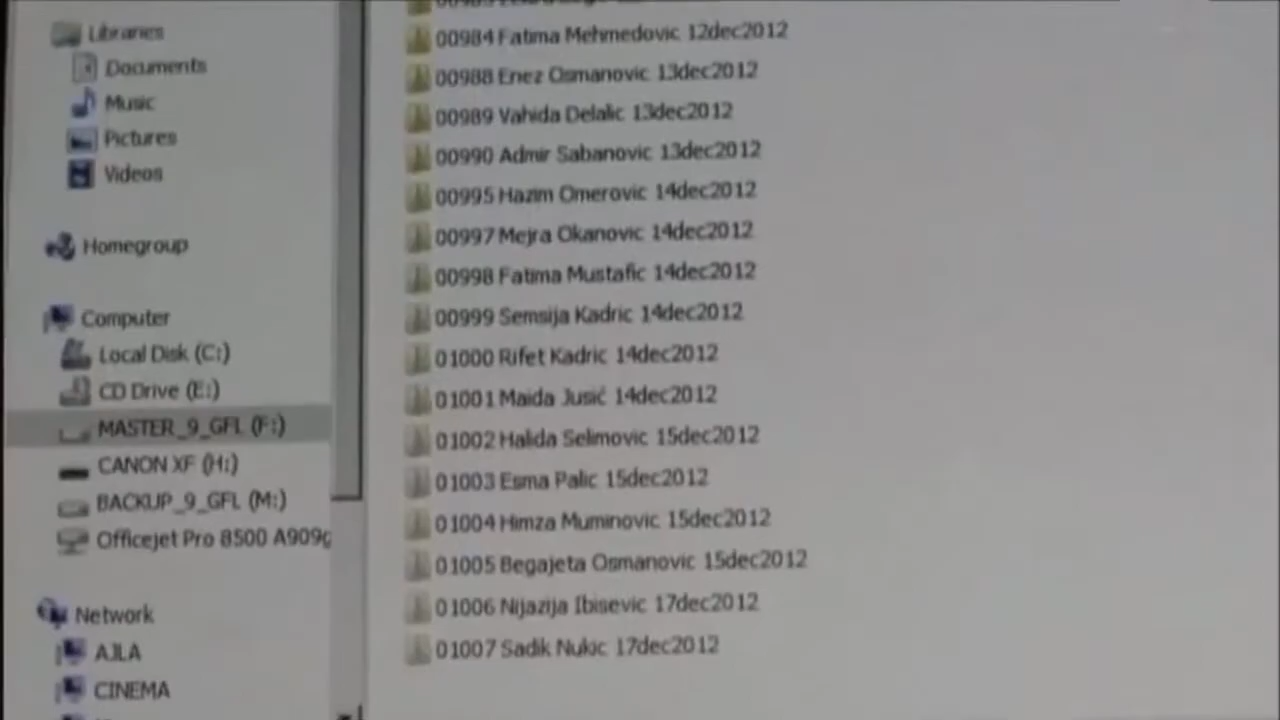 Libraries
Documents
Music
Pictures
Videos
Homegroup
Computer
Local Disk (C:)
CD Drive (E:)
MASTER_9_GFL (F:)
CANON XF (H:)
BACKUP_9_GFL (M:)
Officejet Pro 8500 A909g
Network
AJLA
CINEMA
00984 Fatima Mehmedovic 12dec2012
00988 Enez Osmanovic 13dec2012
00989 Vahida Delalic 13dec2012
00990 Admir Sabanovic 13dec2012
00995 Hazim Omerovic 14dec2012
00997 Mejra Okanovic 14dec2012
00998 Fatima Mustafic 14dec2012
00999 Semsija Kadric 14dec2012
01000 Rifet Kadric 14dec2012
01001 Maida Jusić 14dec2012
01002 Halida Selimovic 15dec2012
01003 Esma Palic 15dec2012
01004 Himza Muminovic 15dec2012
01005 Begajeta Osmanovic 15dec2012
01006 Nijazija Ibisevic 17dec2012
01007 Sadik Nukic 17dec2012